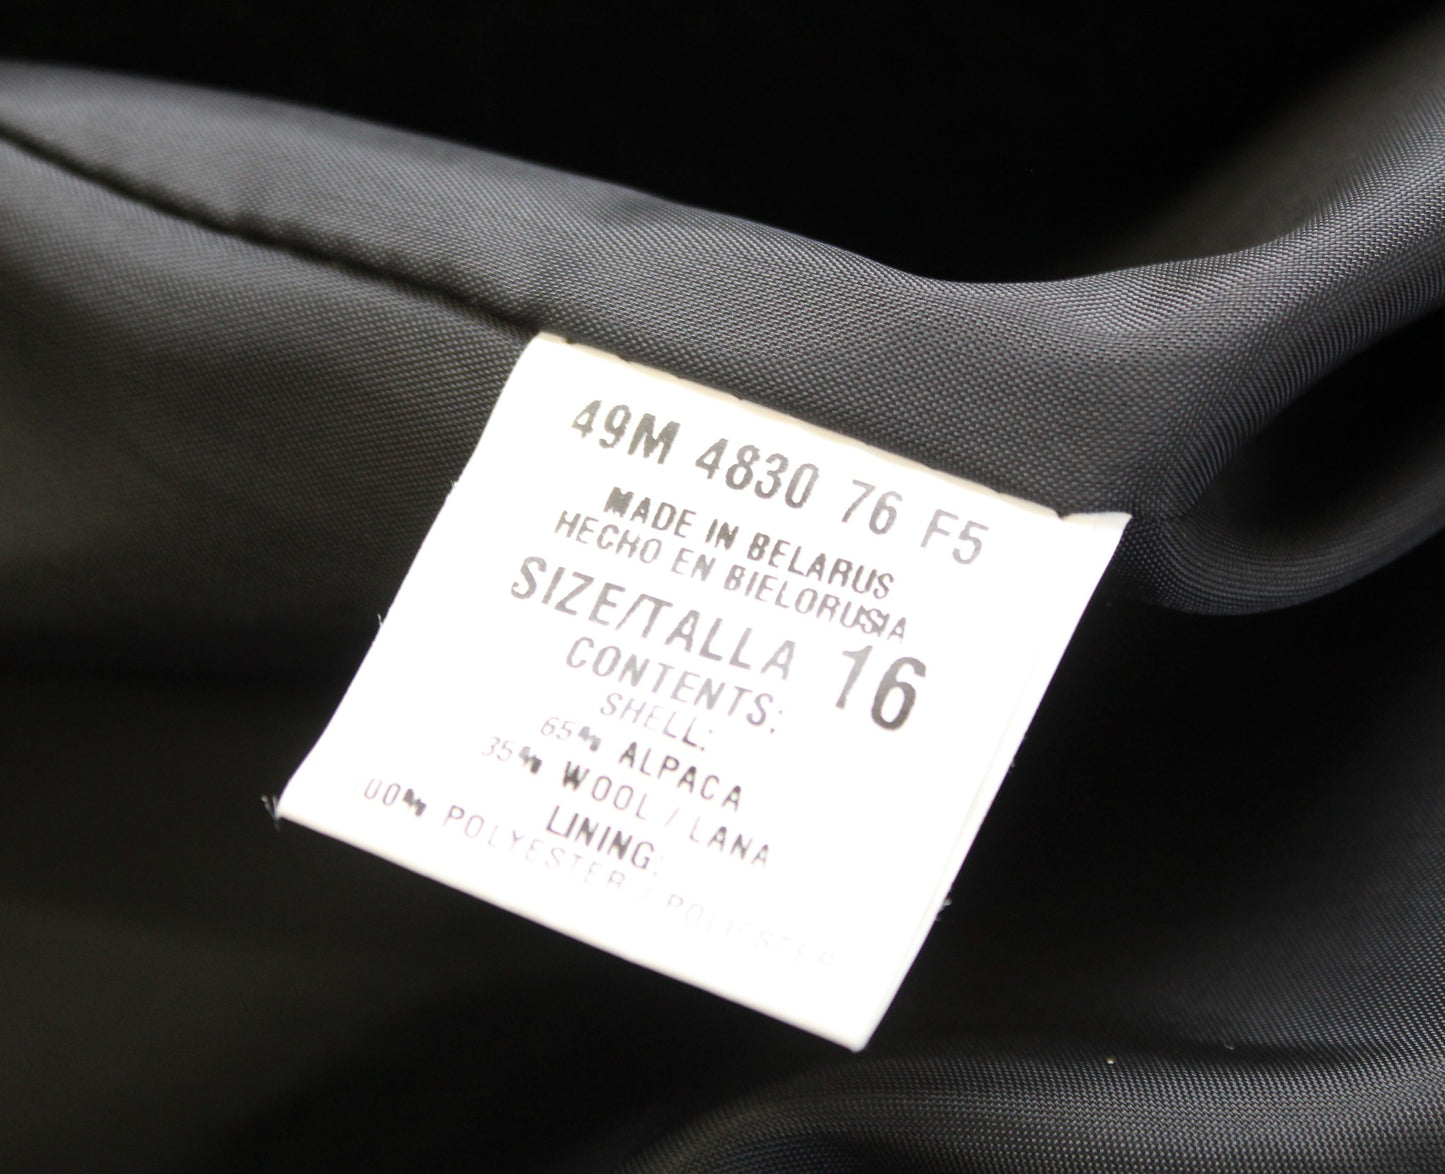 49M 4830 76 F5
MADE IN BELARUS
HECHO EN BIELORUSIA
SIZE/TALLA 16
CONTENTS:
SHELL:
65% ALPACA
35% WOOL / LANA
LINING:
100% POLYESTER / POLIESTER